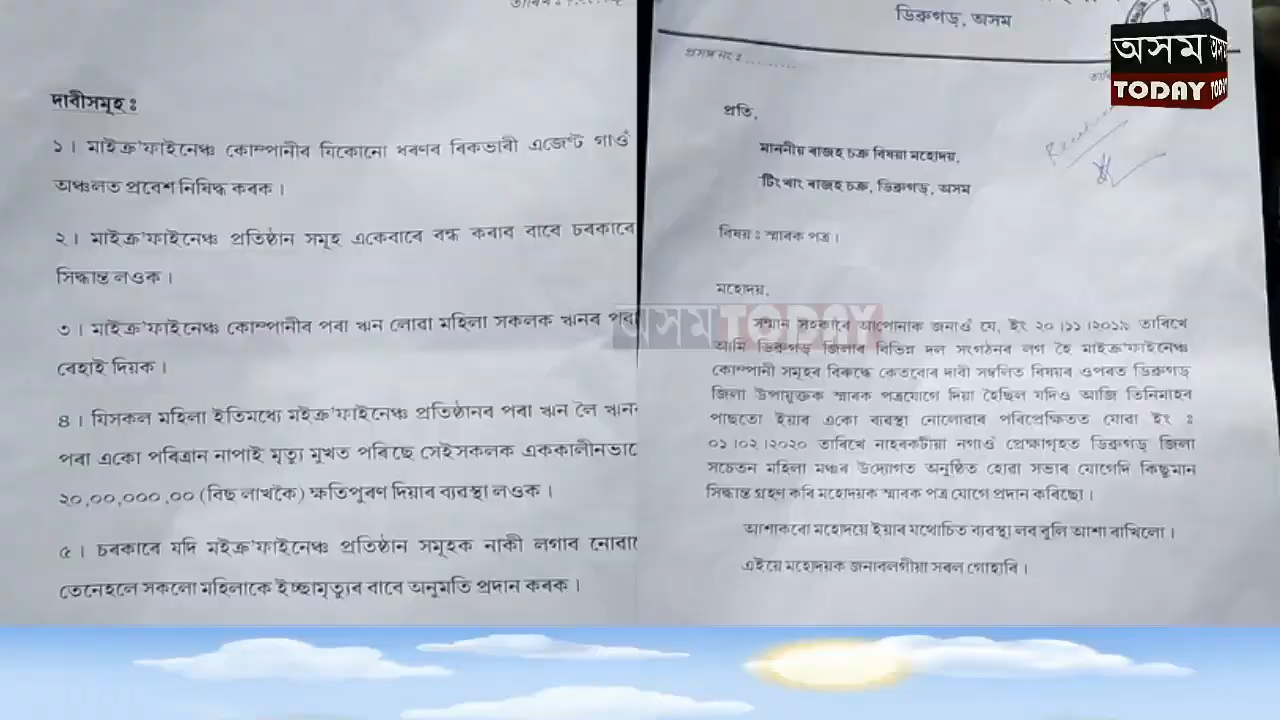 দাবীসমূহ ঃ
১। মাইক্ৰ'ফাইনেঞ্চ কোম্পানীৰ যিকোনো ধৰণৰ ৰিকভাৰী এজেণ্ট গাওঁ
অঞ্চলত প্ৰবেশ নিষিদ্ধ কৰক।
২। মাইক্ৰ'ফাইনেঞ্চ প্ৰতিষ্ঠান সমূহ একেবাৰে বন্ধ কৰাৰ বাবে চৰকাৰে
সিদ্ধান্ত লওক।
৩। মাইক্ৰ'ফাইনেঞ্চ কোম্পানীৰ পৰা ঋন লোৱা মহিলা সকলক ঋনৰ পৰা
ৰেহাই দিয়ক।
৪। যিসকল মহিলা ইতিমধ্যে মইক্ৰ'ফাইনেঞ্চ প্ৰতিষ্ঠানৰ পৰা ঋন লৈ ঋনৰ
পৰা একো পৰিত্ৰান নাপাই মৃত্যু মুখত পৰিছে সেইসকলক এককালীনভাৱে
২০,০০,০০০,০০ (বিছ লাখকৈ) ক্ষতিপুৰণ দিয়াৰ ব্যৱস্থা লওক।
৫। চৰকাৰে যদি মইক্ৰ'ফাইনেঞ্চ প্ৰতিষ্ঠান সমূহক নাকী লগাব নোৱাৰে
তেনেহলে সকলো মহিলাকে ইচ্ছামৃত্যুৰ বাবে অনুমতি প্ৰদান কৰক।
ডিব্ৰুগড়, অসম
প্ৰসঙ্গ নং ঃ .........
প্ৰতি,
মাননীয় ৰাজহ চক্ৰ বিষয়া মহোদয়,
টিংখাং ৰাজহ চক্ৰ, ডিব্ৰুগড়, অসম
বিষয় ঃ স্মাৰক পত্ৰ।
মহোদয়,
সন্মান সহকাৰে আপোনাক জনাওঁ যে, ইং ২০।১১।২০১৯ তাৰিখে
আমি ডিব্ৰুগড় জিলাৰ বিভিন্ন দল সংগঠনৰ লগ হৈ মাইক্ৰ'ফাইনেঞ্চ
কোম্পানী সমূহৰ বিৰুদ্ধে কেতবোৰ দাবী সম্বলিত বিষয়ৰ ওপৰত ডিব্ৰুগড়
জিলা উপায়ুক্তক স্মাৰক পত্ৰযোগে দিয়া হৈছিল যদিও আজি তিনিমাহৰ
পাছতো ইয়াৰ একো ব্যৱস্থা নোলোৱাৰ পৰিপেক্ষিতত যোৱা ইং ঃ
০১।০২।২০২০ তাৰিখে নাহৰকটীয়া নগাওঁ প্ৰেক্ষাগৃহত ডিব্ৰুগড় জিলা
সচেতন মহিলা মঞ্চৰ উদ্যোগত অনুষ্ঠিত হোৱা সভাৰ যোগেদি কিছুমান
সিদ্ধান্ত গ্ৰহণ কৰি মহোদয়ক স্মাৰক পত্ৰ যোগে প্ৰদান কৰিছো।
আশাকৰো মহোদয়ে ইয়াৰ যথোচিত ব্যৱস্থা লব বুলি আশা ৰাখিলো।
এইয়ে মহোদয়ক জনাবলগীয়া সবল গোহাৰি।
অসম
TODAY
অসম TODAY